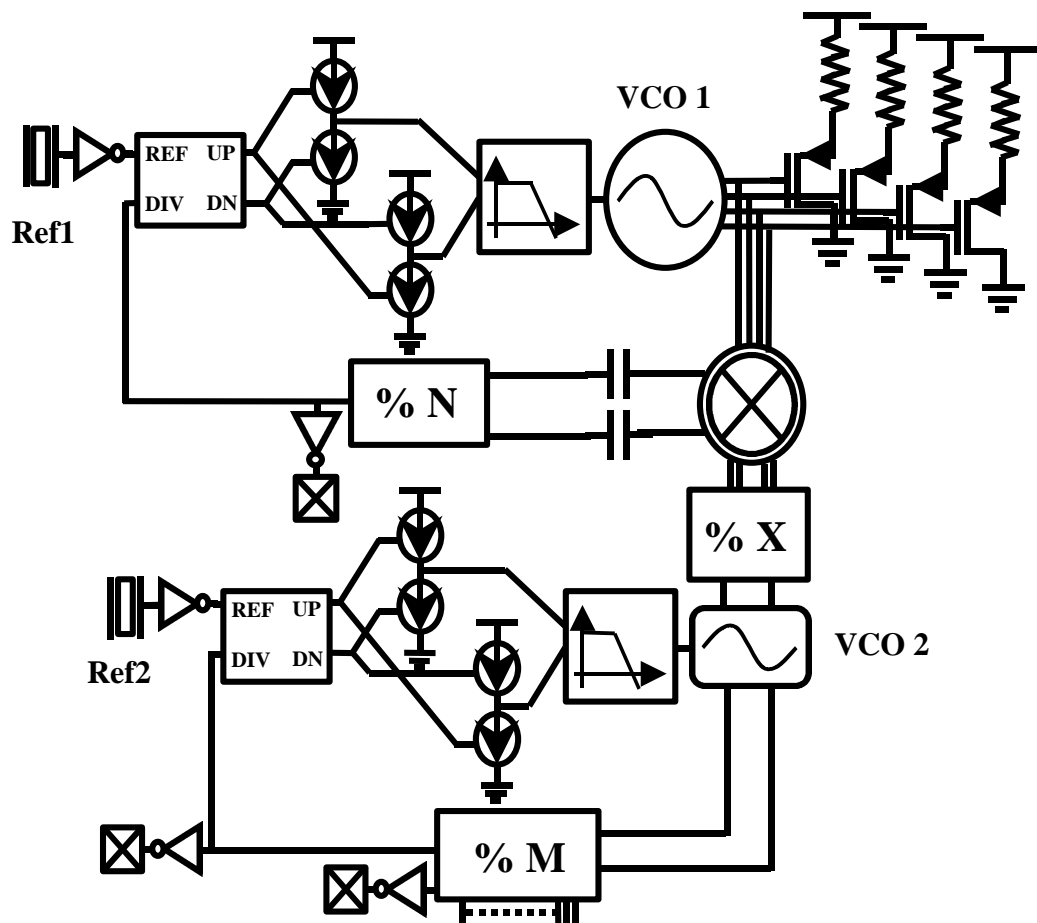 VCO 1
REF UP
DIV DN
Ref1
% N
% X
REF UP
DIV DN
Ref2
VCO 2
% M